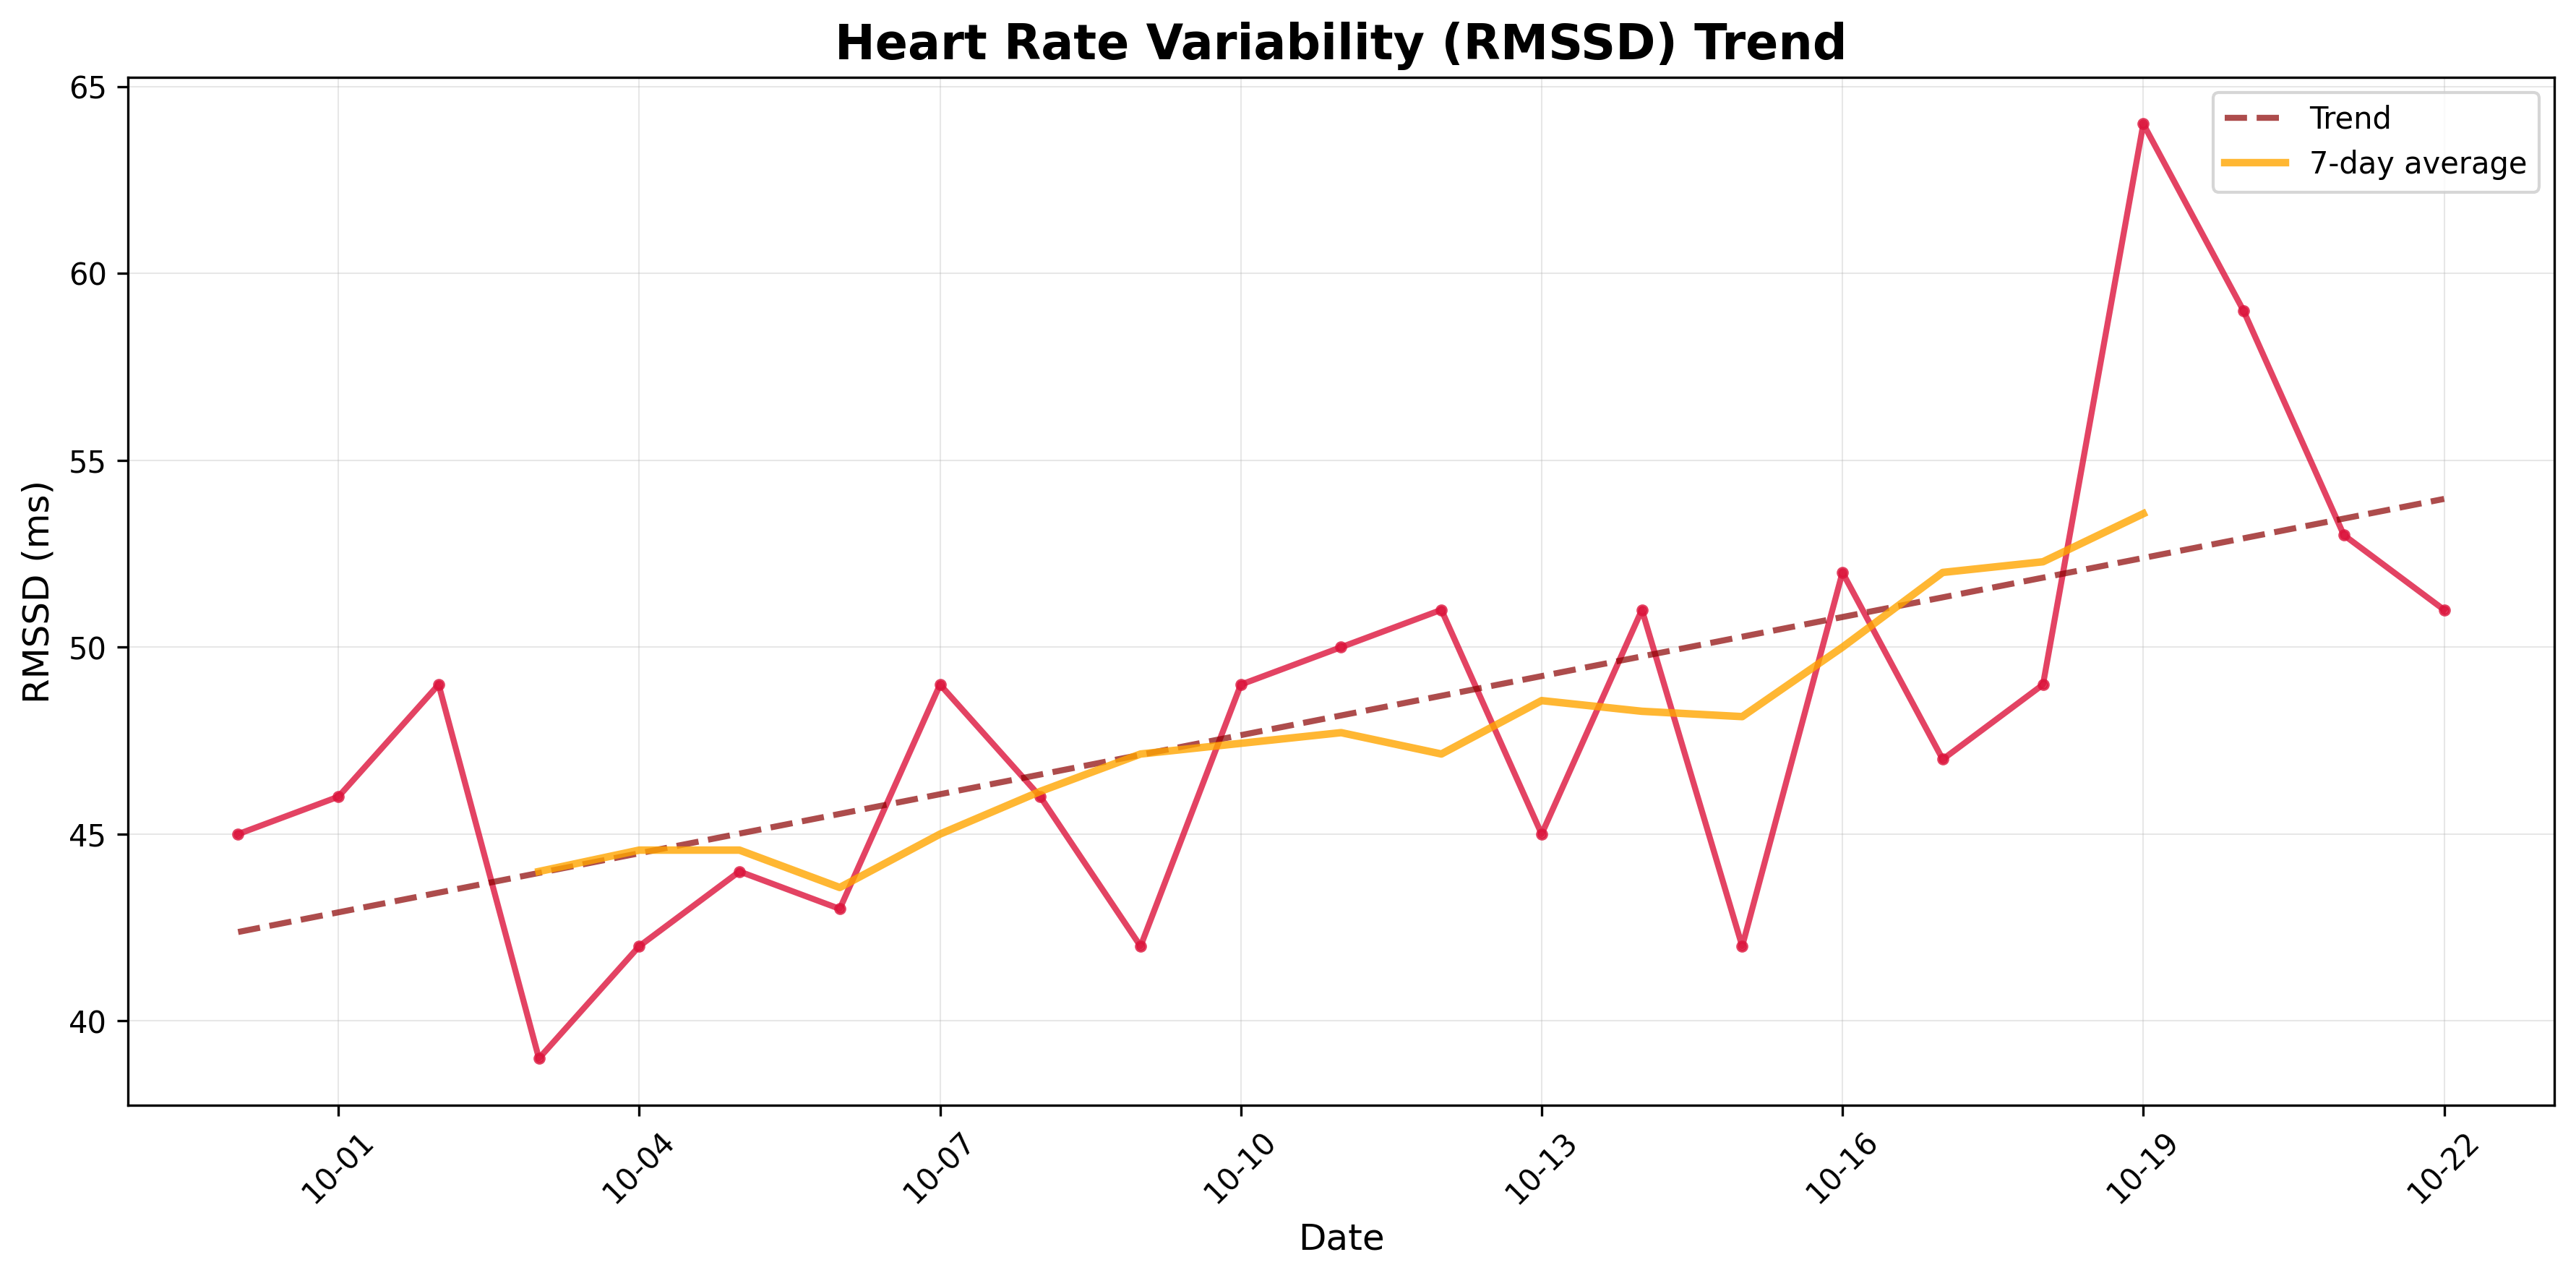 Heart Rate Variability (RMSSD) Trend
65
60
55
50
45
40
RMSSD (ms)
Trend
7-day average
10-01
10-04
10-07
10-10
10-13
10-16
10-19
10-22
Date